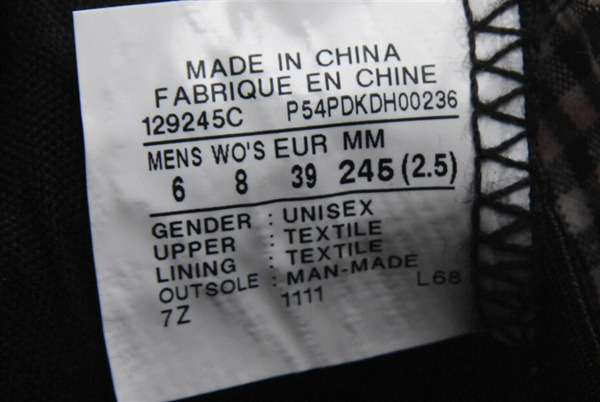 MADE IN CHINA
FABRIQUE EN CHINE
129245C P54PDKDH00236
MENS WO'S EUR MM
6 8 39 245 (2.5)
GENDER : UNISEX
UPPER : TEXTILE
LINING : TEXTILE
OUTSOLE : MAN-MADE
7Z 1111 L68